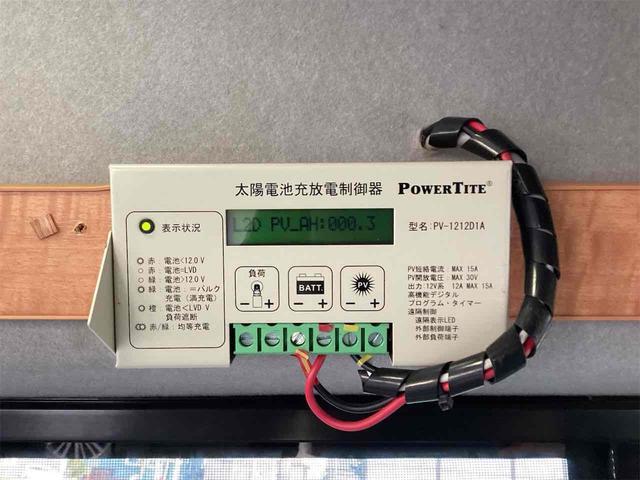 太陽電池充放電制御器 POWERTITE®
表示状況
L2D PV_AH:000.3
型名: PV-1212D1A
赤: 電池<12.0V
赤: 電池=LVD
緑: 電池>12.0V
緑: 電池 ＝バルク
充電（満充電）
橙: 電池<LVD-V
負荷遮断
赤/緑: 均等充電
負荷
- +
BATT.
- +
PV
- +
PV短絡電流: MAX 15A
PV開放電圧: MAX 30V
出力: 12V系 12A MAX 15A
高機能デジタル
プログラム・タイマー
遠隔制御
遠隔表示LED
外部制御端子
外部負荷端子